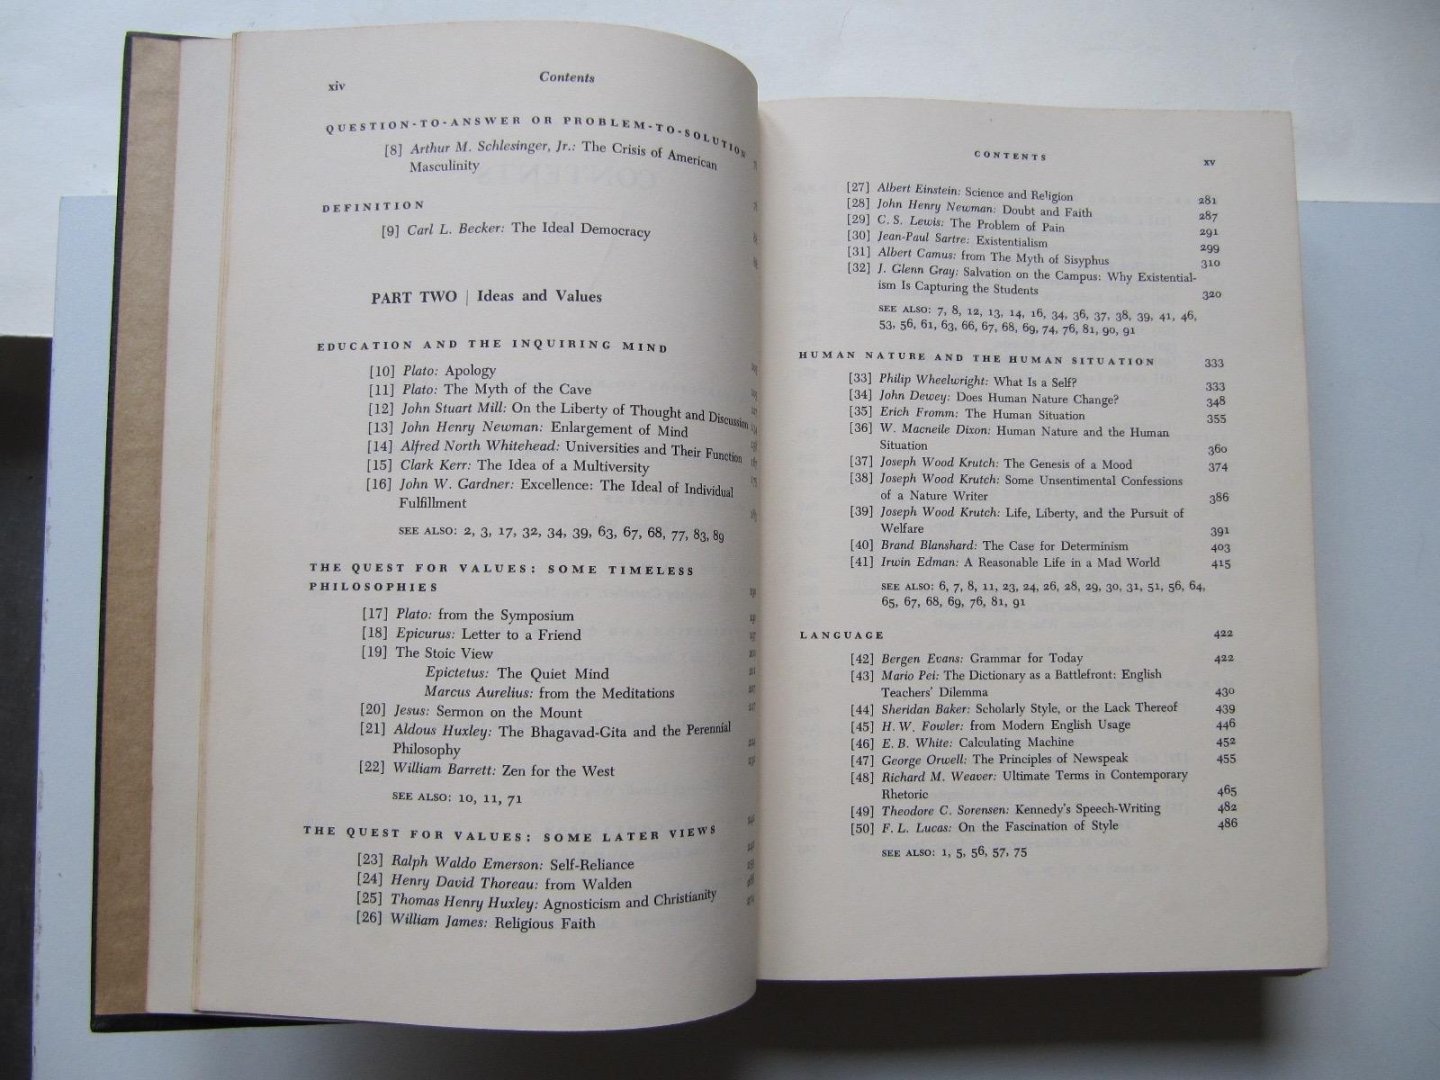 xiv
Contents
QUESTION-TO-ANSWER OR PROBLEM-TO-SOLUTION
[8] Arthur M. Schlesinger, Jr.: The Crisis of American
Masculinity
DEFINITION
[9] Carl L. Becker: The Ideal Democracy
PART TWO | Ideas and Values
EDUCATION AND THE INQUIRING MIND
[10] Plato: Apology
[11] Plato: The Myth of the Cave
[12] John Stuart Mill: On the Liberty of Thought and Discussion
[13] John Henry Newman: Enlargement of Mind
[14] Alfred North Whitehead: Universities and Their Function
[15] Clark Kerr: The Idea of a Multiversity
[16] John W. Gardner: Excellence: The Ideal of Individual
Fulfillment
SEE ALSO: 2, 3, 17, 32, 34, 39, 63, 67, 68, 77, 83, 89
THE QUEST FOR VALUES: SOME TIMELESS
PHILOSOPHIES
[17] Plato: from the Symposium
[18] Epicurus: Letter to a Friend
[19] The Stoic View
Epictetus: The Quiet Mind
Marcus Aurelius: from the Meditations
[20] Jesus: Sermon on the Mount
[21] Aldous Huxley: The Bhagavad-Gita and the Perennial
Philosophy
[22] William Barrett: Zen for the West
SEE ALSO: 10, 11, 71
THE QUEST FOR VALUES: SOME LATER VIEWS
[23] Ralph Waldo Emerson: Self-Reliance
[24] Henry David Thoreau: from Walden
[25] Thomas Henry Huxley: Agnosticism and Christianity
[26] William James: Religious Faith
CONTENTS xv
[27] Albert Einstein: Science and Religion 281
[28] John Henry Newman: Doubt and Faith 287
[29] C. S. Lewis: The Problem of Pain 291
[30] Jean-Paul Sartre: Existentialism 299
[31] Albert Camus: from The Myth of Sisyphus 310
[32] J. Glenn Gray: Salvation on the Campus: Why Existential-
ism Is Capturing the Students 320
SEE ALSO: 7, 8, 12, 13, 14, 16, 34, 36, 37, 38, 39, 41, 46,
53, 56, 61, 63, 66, 67, 68, 69, 74, 76, 81, 90, 91
HUMAN NATURE AND THE HUMAN SITUATION 333
[33] Philip Wheelwright: What Is a Self? 333
[34] John Dewey: Does Human Nature Change? 348
[35] Erich Fromm: The Human Situation 355
[36] W. Macneile Dixon: Human Nature and the Human
Situation 360
[37] Joseph Wood Krutch: The Genesis of a Mood 374
[38] Joseph Wood Krutch: Some Unsentimental Confessions
of a Nature Writer 386
[39] Joseph Wood Krutch: Life, Liberty, and the Pursuit of
Welfare 391
[40] Brand Blanshard: The Case for Determinism 403
[41] Irwin Edman: A Reasonable Life in a Mad World 415
SEE ALSO: 6, 7, 8, 11, 23, 24, 26, 28, 29, 30, 31, 51, 56, 64,
65, 67, 68, 69, 76, 81, 91
LANGUAGE 422
[42] Bergen Evans: Grammar for Today 422
[43] Mario Pei: The Dictionary as a Battlefront: English
Teachers' Dilemma 430
[44] Sheridan Baker: Scholarly Style, or the Lack Thereof 439
[45] H. W. Fowler: from Modern English Usage 446
[46] E. B. White: Calculating Machine 452
[47] George Orwell: The Principles of Newspeak 455
[48] Richard M. Weaver: Ultimate Terms in Contemporary
Rhetoric 465
[49] Theodore C. Sorensen: Kennedy's Speech-Writing 482
[50] F. L. Lucas: On the Fascination of Style 486
SEE ALSO: 1, 5, 56, 57, 75